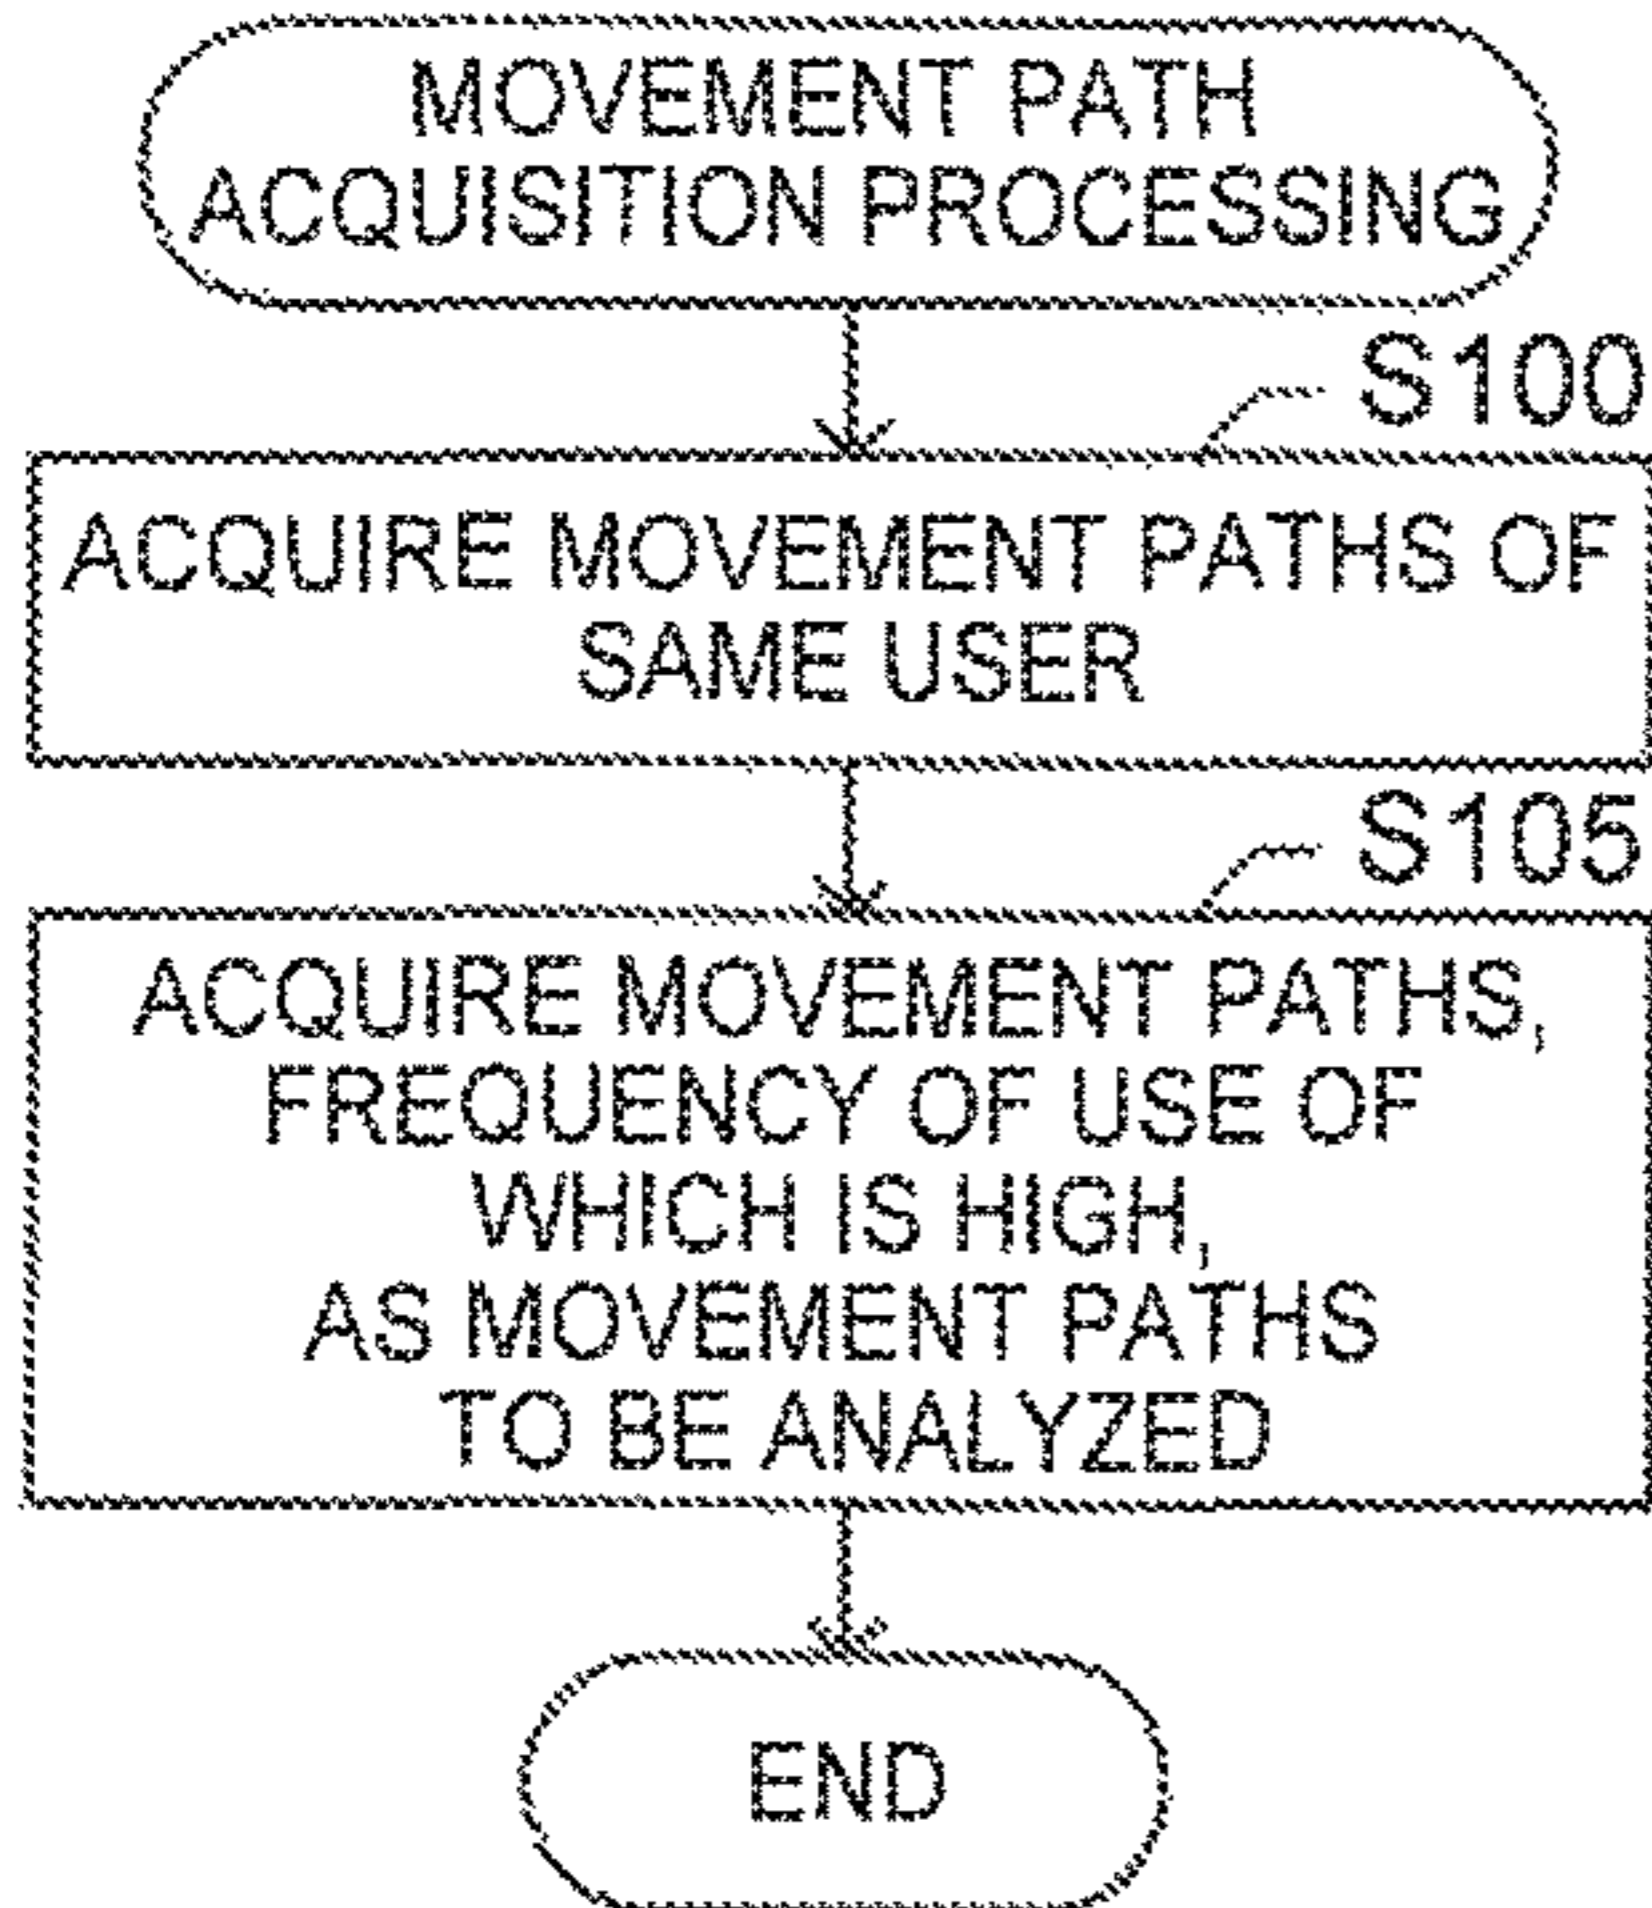 MOVEMENT PATH
ACQUISITION PROCESSING
S100
ACQUIRE MOVEMENT PATHS OF
SAME USER
S105
ACQUIRE MOVEMENT PATHS,
FREQUENCY OF USE OF
WHICH IS HIGH,
AS MOVEMENT PATHS
TO BE ANALYZED
END